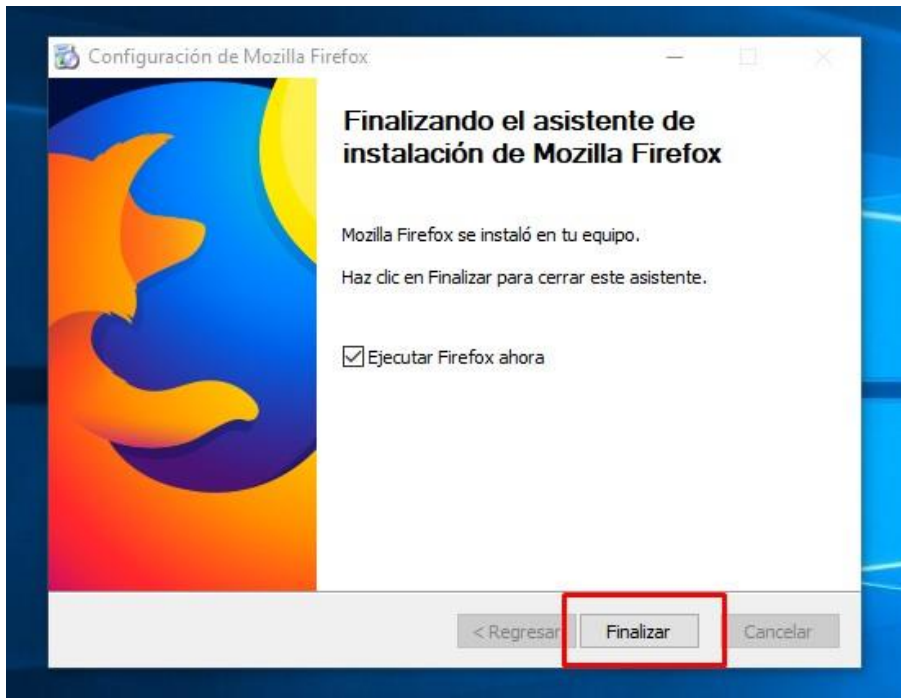 Configuración de Mozilla Firefox
Finalizando el asistente de
instalación de Mozilla Firefox
Mozilla Firefox se instaló en tu equipo.
Haz clic en Finalizar para cerrar este asistente.
Ejecutar Firefox ahora
< Regresar
Finalizar
Cancelar